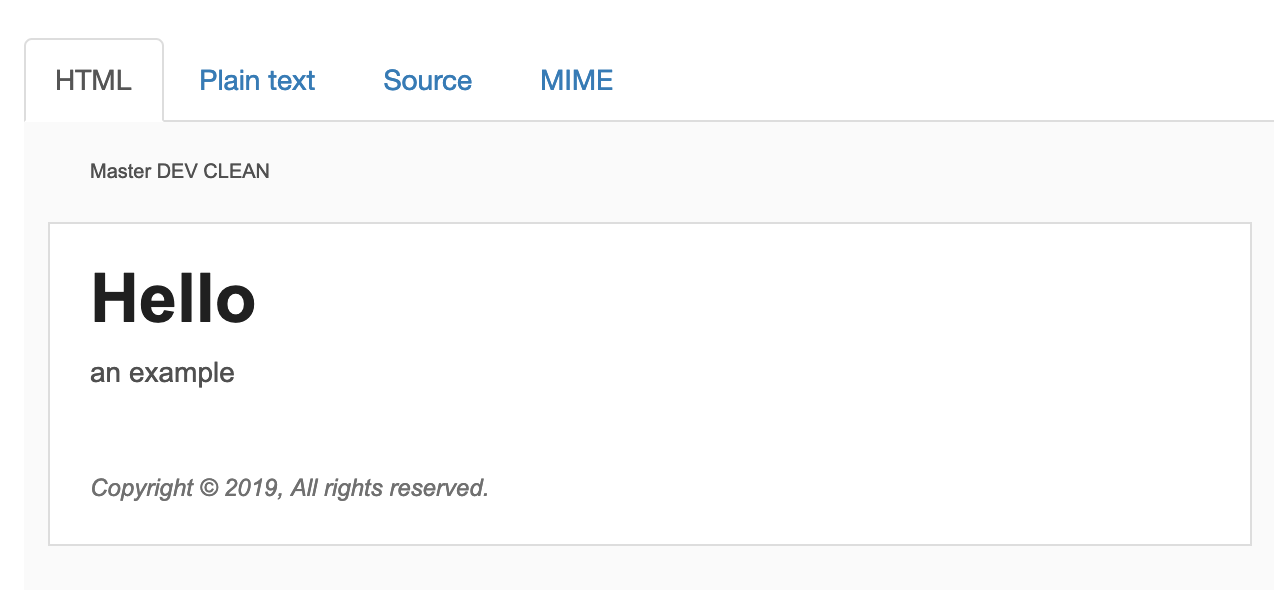 HTML Plain text Source MIME
Master DEV CLEAN
Hello
an example
Copyright © 2019, All rights reserved.